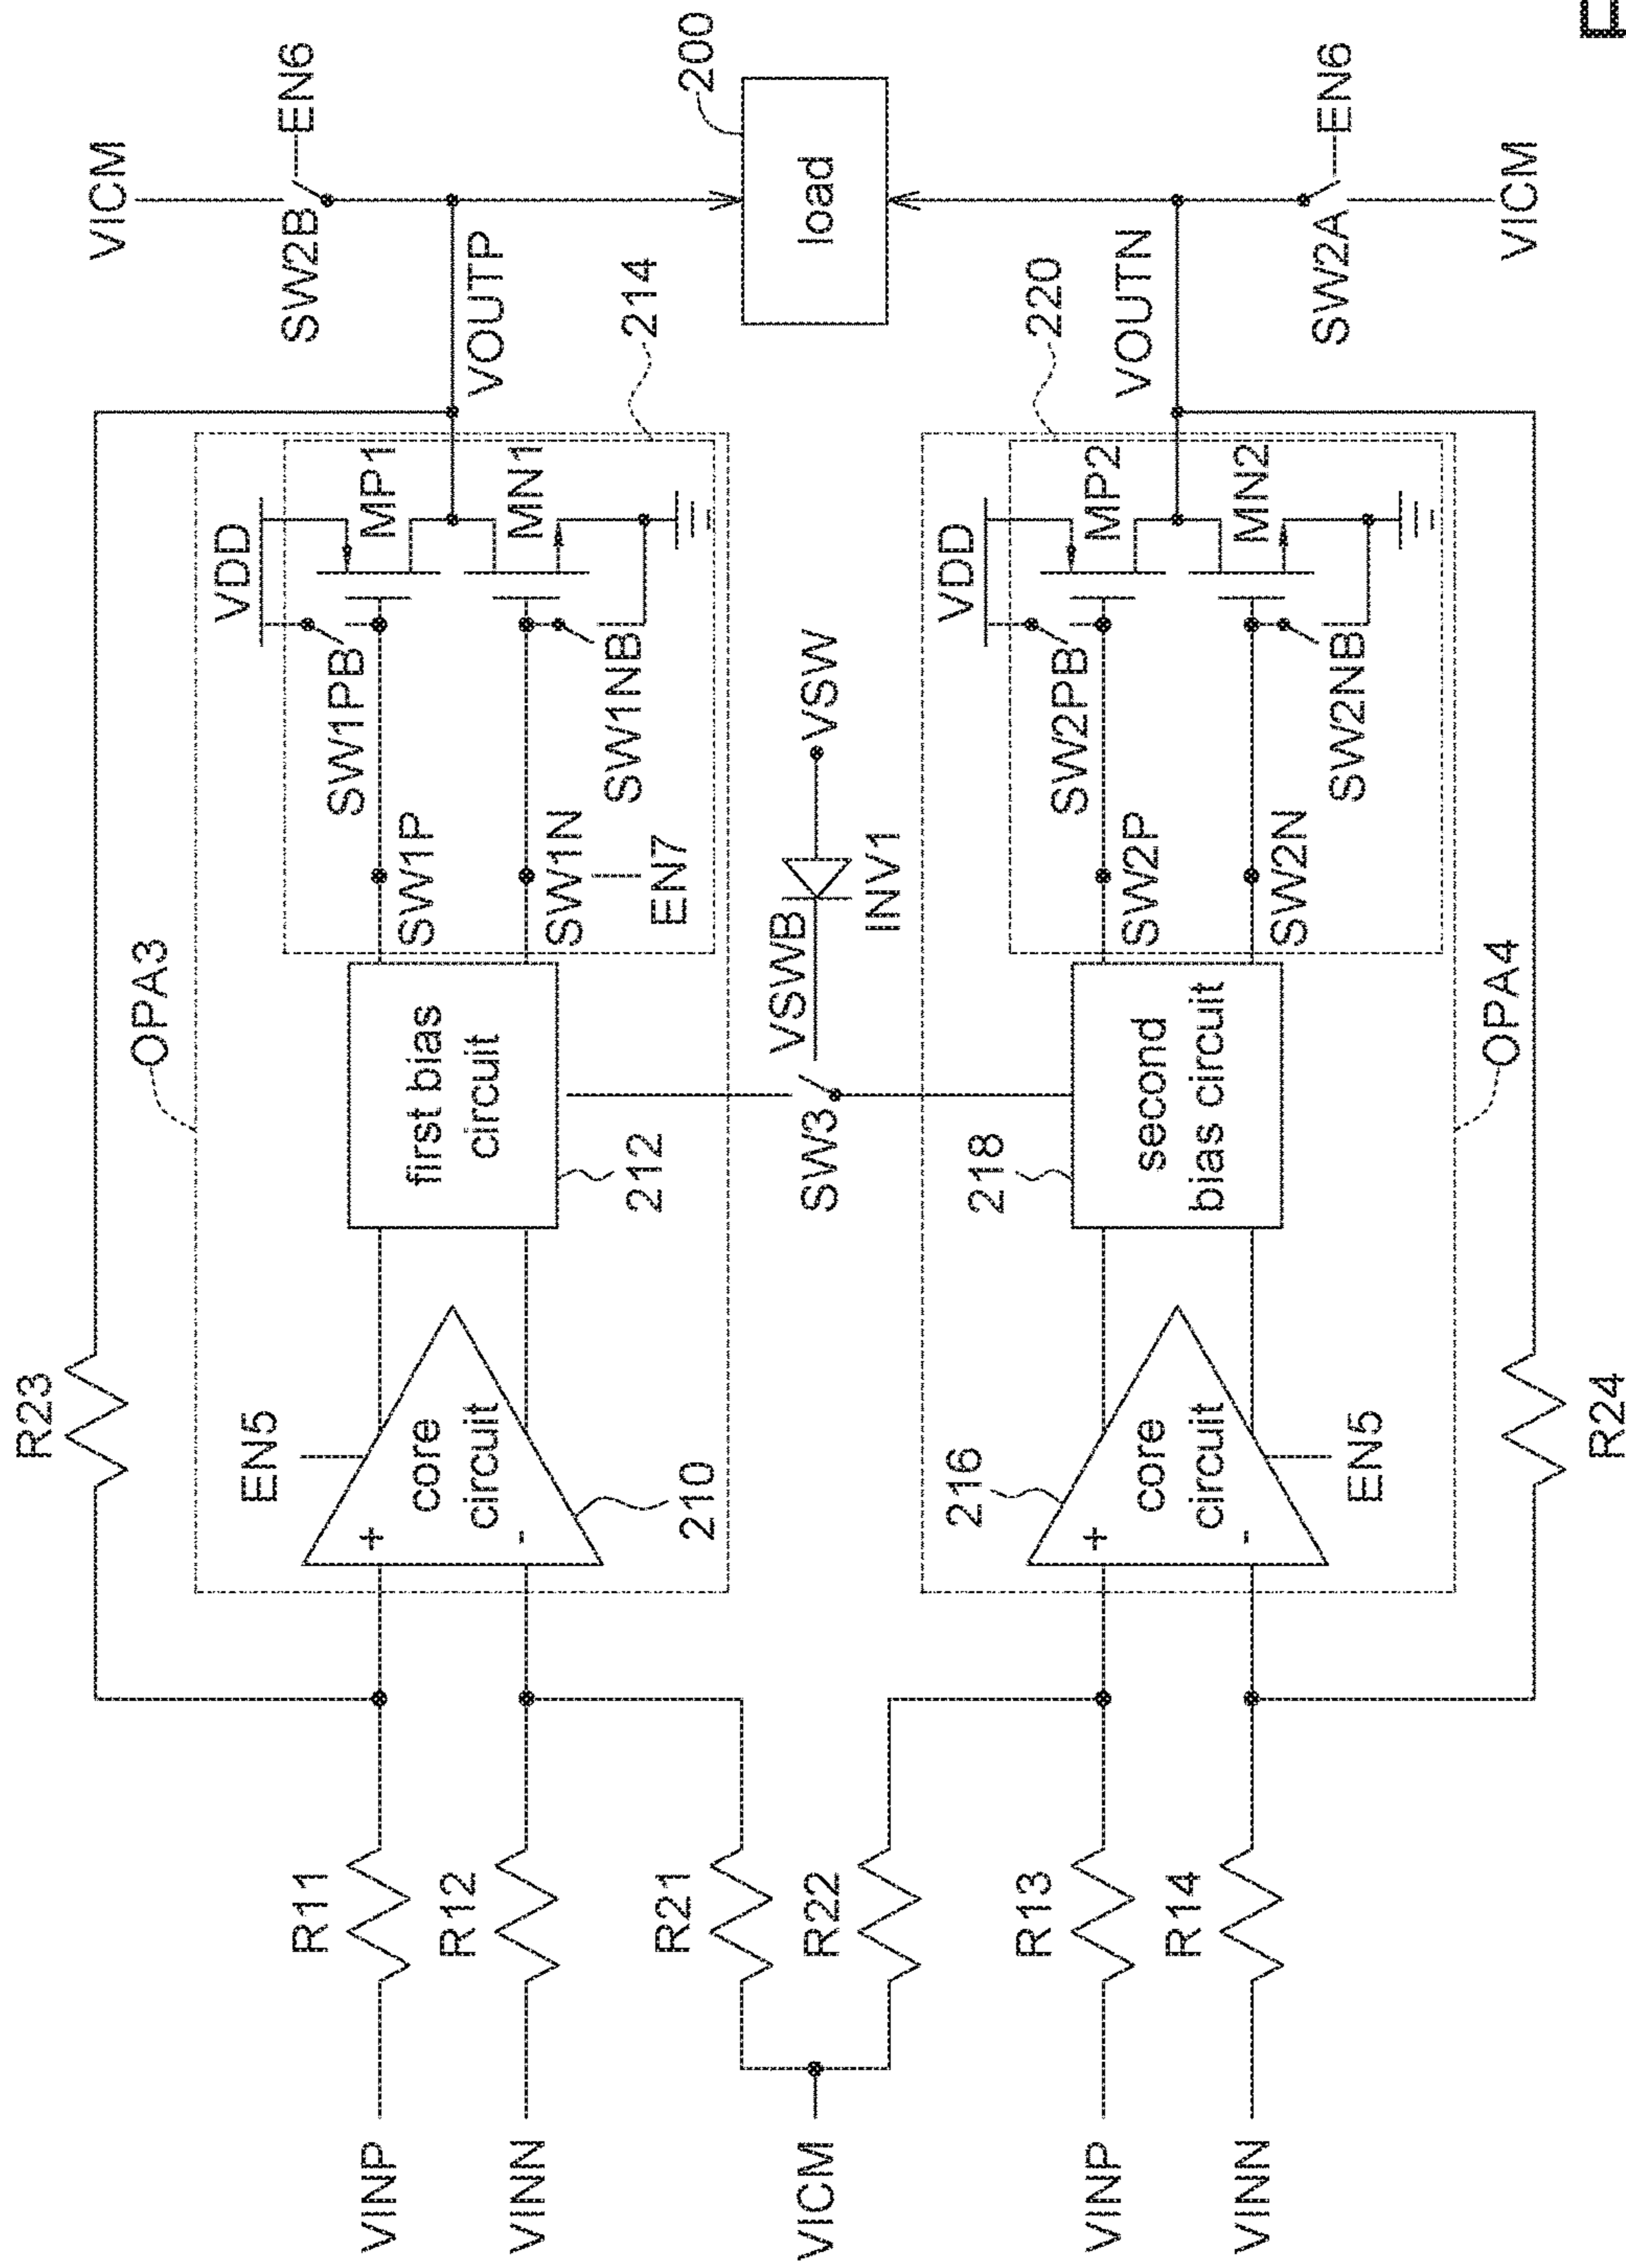 R23
OPA3
VICM
SW2B
EN6
EN5
VDD
SW1PB
MP1
214
VOUTP
200
R11
VINP
+
core
circuit
-
first bias
circuit
SW1P
SW1N
EN7
MN1
SW1NB
R12
VINN
210
212
R21
VICM
R22
SW3
VSWB
INV1
VSW
load
R13
VINP
216
+
core
circuit
-
218
second
bias circuit
VDD
SW2PB
MP2
220
VOUTN
SW2P
SW2N
MN2
SW2NB
R14
VINN
EN5
OPA4
R24
SW2A
EN6
VICM